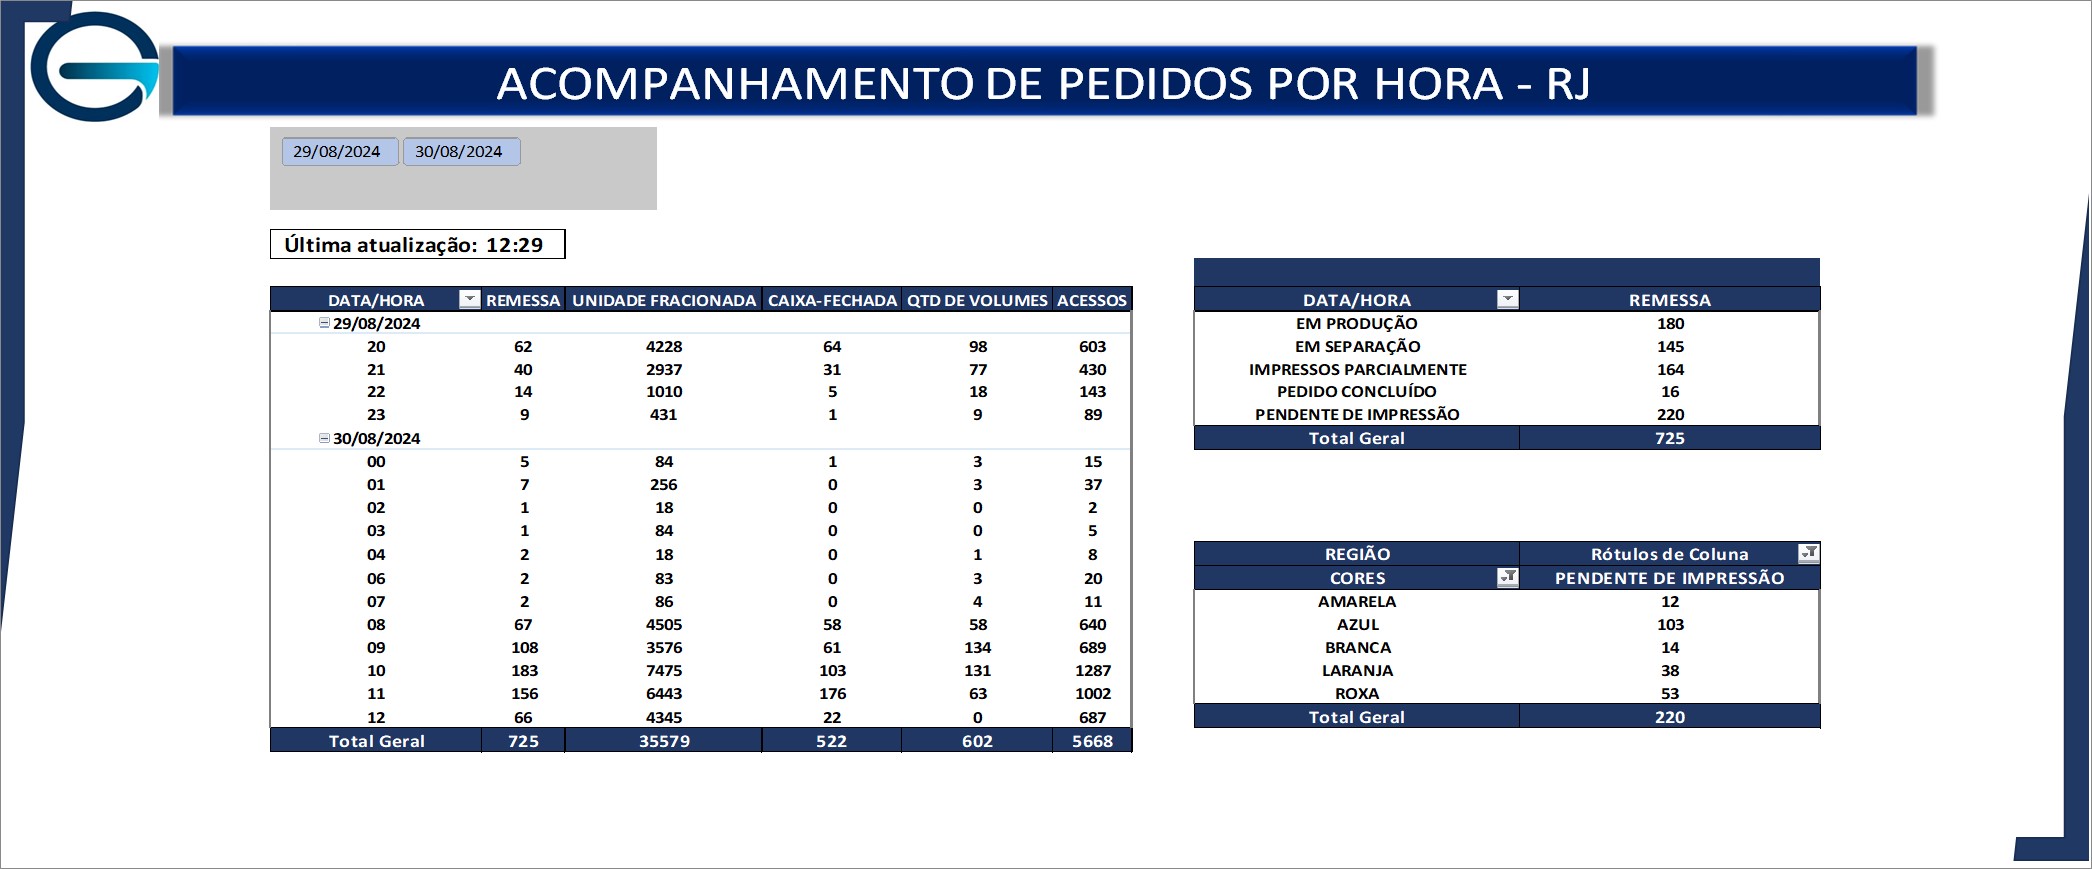 ACOMPANHAMENTO DE PEDIDOS POR HORA - RJ
29/08/2024 30/08/2024
Última atualização: 12:29
DATA/HORA REMESSA UNIDADE FRACIONADA CAIXA-FECHADA QTD DE VOLUMES ACESSOS
29/08/2024
20 62 4228 64 98 603
21 40 2937 31 77 430
22 14 1010 5 18 143
23 9 431 1 9 89
30/08/2024
00 5 84 1 3 15
01 7 256 0 3 37
02 1 18 0 0 2
03 1 84 0 0 5
04 2 18 0 1 8
06 2 83 0 3 20
07 2 86 0 4 11
08 67 4505 58 58 640
09 108 3576 61 134 689
10 183 7475 103 131 1287
11 156 6443 176 63 1002
12 66 4345 22 0 687
Total Geral 725 35579 522 602 5668
DATA/HORA REMESSA
EM PRODUÇÃO 180
EM SEPARAÇÃO 145
IMPRESSOS PARCIALMENTE 164
PEDIDO CONCLUÍDO 16
PENDENTE DE IMPRESSÃO 220
Total Geral 725
REGIÃO Rótulos de Coluna
CORES PENDENTE DE IMPRESSÃO
AMARELA 12
AZUL 103
BRANCA 14
LARANJA 38
ROXA 53
Total Geral 220